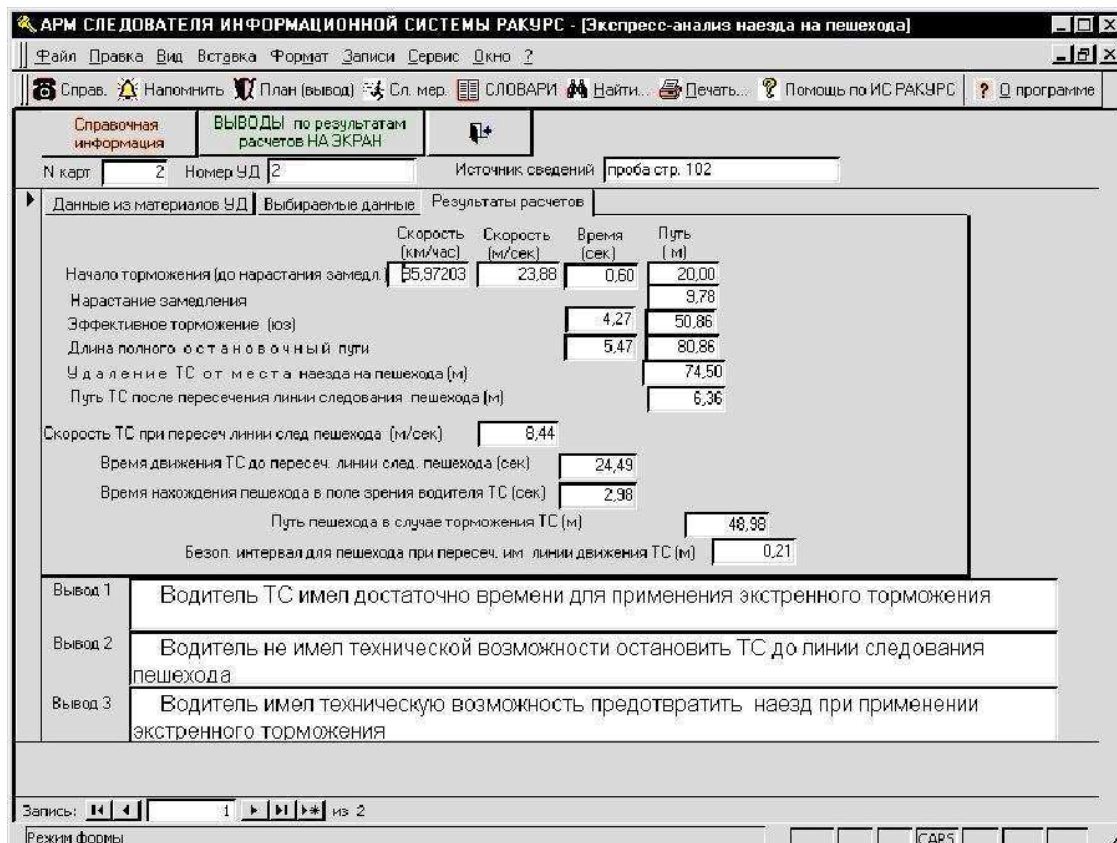 АРМ СЛЕДОВАТЕЛЯ ИНФОРМАЦИОННОЙ СИСТЕМЫ РАКУРС - [Экспресс-анализ наезда на пешехода]
Файл Правка Вид Вставка Формат Записи Сервис Окно ?
Справ. Напомнить План (вывод) Сл. мер. СЛОВАРИ Найти... Печать... Помощь по ИС РАКУРС ? О программе
Справочная информация
ВЫВОДЫ по результатам расчетов НА ЭКРАН
N карт 2 Номер УД 2 Источник сведений проба стр. 102
Данные из материалов УД Выбираемые данные Результаты расчетов
Скорость (км/час) Скорость (м/сек) Время (сек) Путь (м)
Начало торможения (до нарастания замедл.) 85,97203 23,88 0,60 20,00
Нарастание замедления 9,78
Эффективное торможение (юз) 4,27 50,86
Длина полного остановочный пути 5,47 80,86
Удаление ТС от места наезда на пешехода (м) 74,50
Путь ТС после пересечения линии следования пешехода (м) 6,36
Скорость ТС при пересеч линии след пешехода (м/сек) 8,44
Время движения ТС до пересеч. линии след. пешехода (сек) 24,49
Время нахождения пешехода в поле зрения водителя ТС (сек) 2,98
Путь пешехода в случае торможения ТС (м) 48,98
Безоп. интервал для пешехода при пересеч. им линии движения ТС (м) 0,21
Вывод 1 Водитель ТС имел достаточно времени для применения экстренного торможения
Вывод 2 Водитель не имел технической возможности остановить ТС до линии следования
пешехода
Вывод 3 Водитель имел техническую возможность предотвратить наезд при применении
экстренного торможения
Запись: 1 из 2
Режим формы CAPS